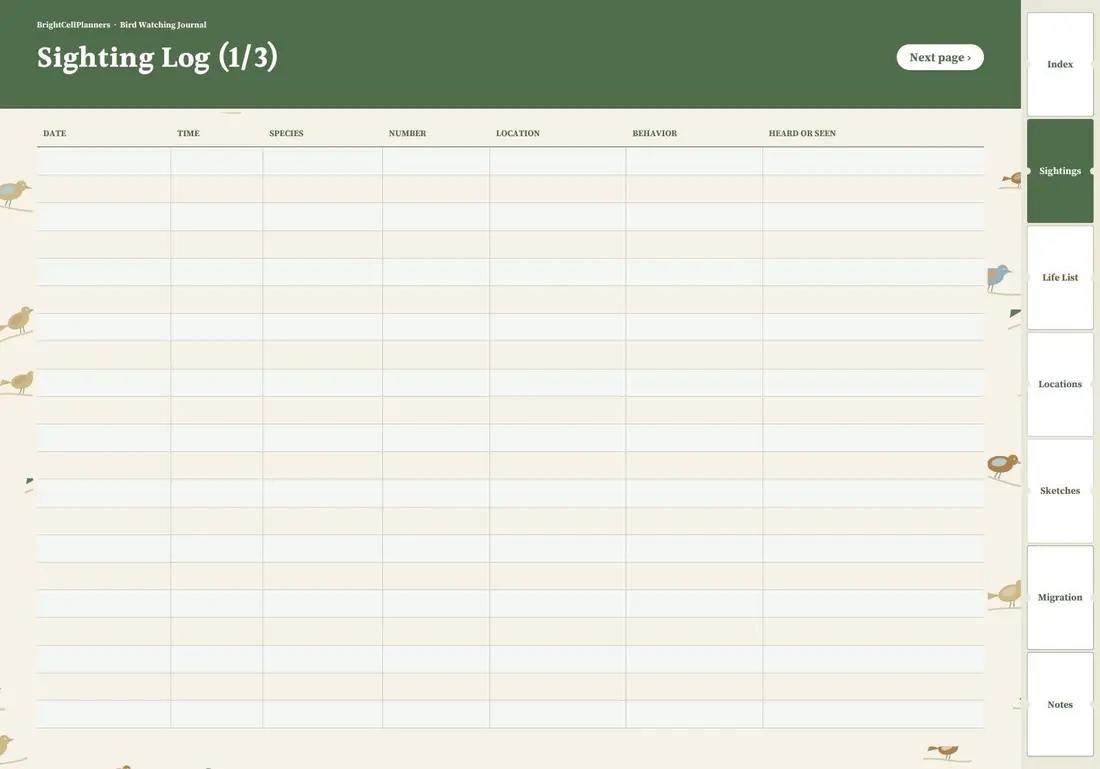 BrightCellPlanners · Bird Watching Journal
Sighting Log (1/3)
Next page ›
DATE TIME SPECIES NUMBER LOCATION BEHAVIOR HEARD OR SEEN
Index
Sightings
Life List
Locations
Sketches
Migration
Notes